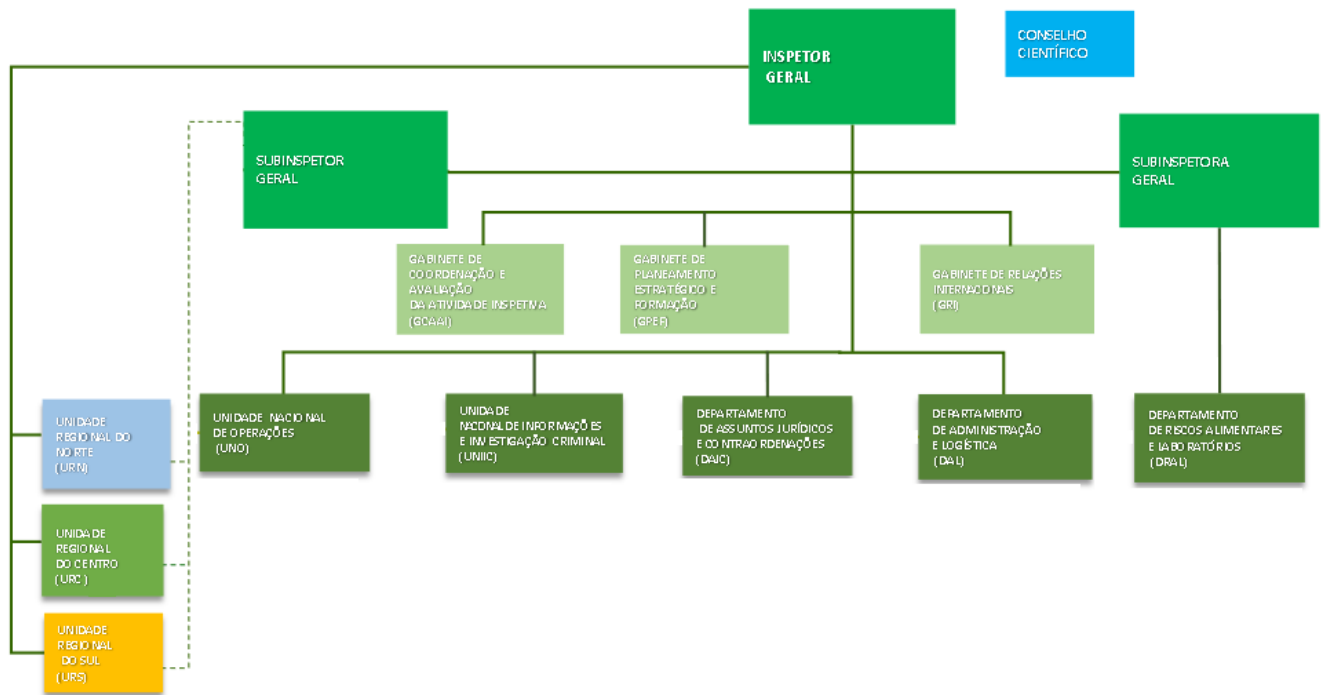 INSPETOR
GERAL
CONSELHO
CIENTÍFICO
SUBINSPETOR
GERAL
SUBINSPETORA
GERAL
GABINETE DE
COORDENAÇÃO E
AVALIAÇÃO
DA ATIVIDADE INSPETIVA
(GCAAI)
GABINETE DE
PLANEAMENTO
ESTRATÉGICO E
FORMAÇÃO
(GPEF)
GABINETE DE RELAÇÕES
INTERNACIONAIS
(GRI)
UNIDADE
REGIONAL DO
NORTE
(URN)
UNIDADE NACIONAL
DE OPERAÇÕES
(UNO)
UNIDADE
NACIONAL DE INFORMAÇÕES
E INVESTIGAÇÃO CRIMINAL
(UNIIC)
DEPARTAMENTO
DE ASSUNTOS JURÍDICOS
E CONTRAORDENAÇÕES
(DAJC)
DEPARTAMENTO
DE ADMINISTRAÇÃO
E LOGÍSTICA
(DAL)
DEPARTAMENTO
DE RISCOS ALIMENTARES
E LABORATÓRIOS
(DRAL)
UNIDADE
REGIONAL
DO CENTRO
(URC)
UNIDADE
REGIONAL
DO SUL
(URS)